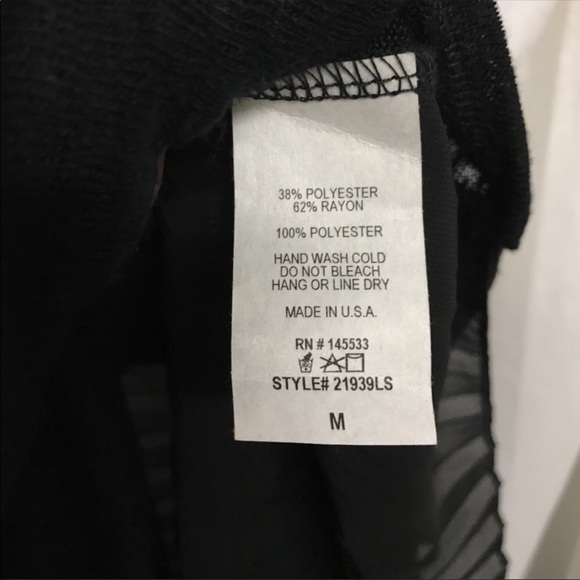 38% POLYESTER
62% RAYON
100% POLYESTER
HAND WASH COLD
DO NOT BLEACH
HANG OR LINE DRY
MADE IN U.S.A.
RN # 145533
STYLE# 21939LS
M